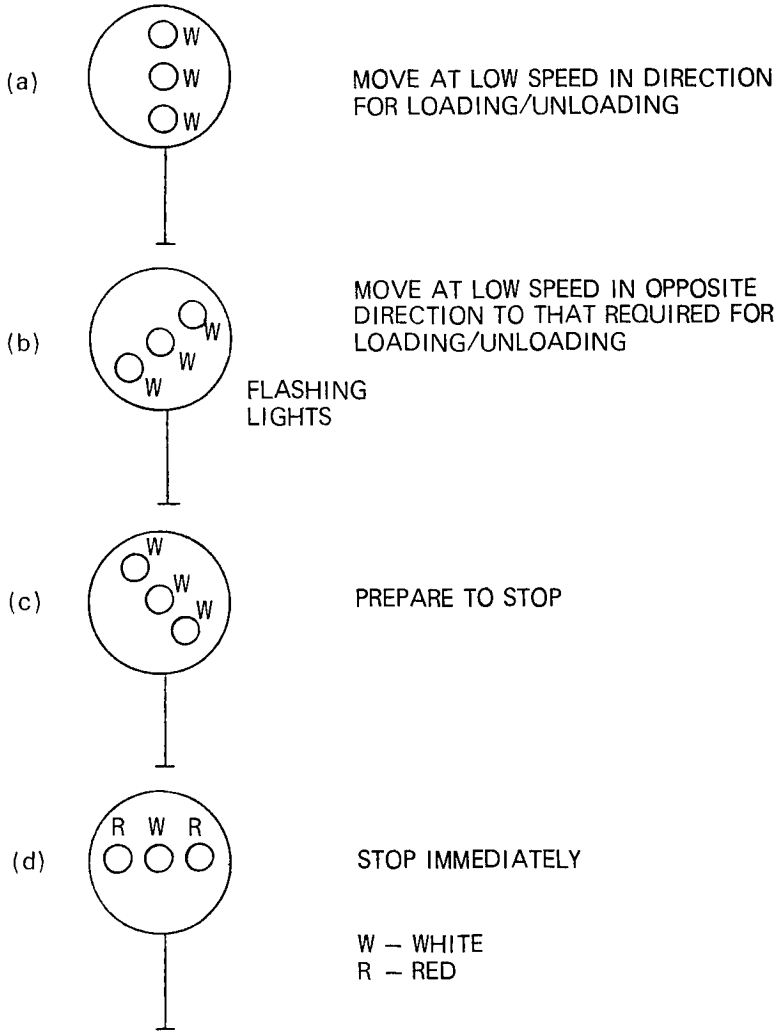 (a)
W
W
W
MOVE AT LOW SPEED IN DIRECTION
FOR LOADING/UNLOADING
(b)
W
W
W
FLASHING
LIGHTS
MOVE AT LOW SPEED IN OPPOSITE
DIRECTION TO THAT REQUIRED FOR
LOADING/UNLOADING
(c)
W
W
W
PREPARE TO STOP
(d)
R W R
STOP IMMEDIATELY
W – WHITE
R – RED